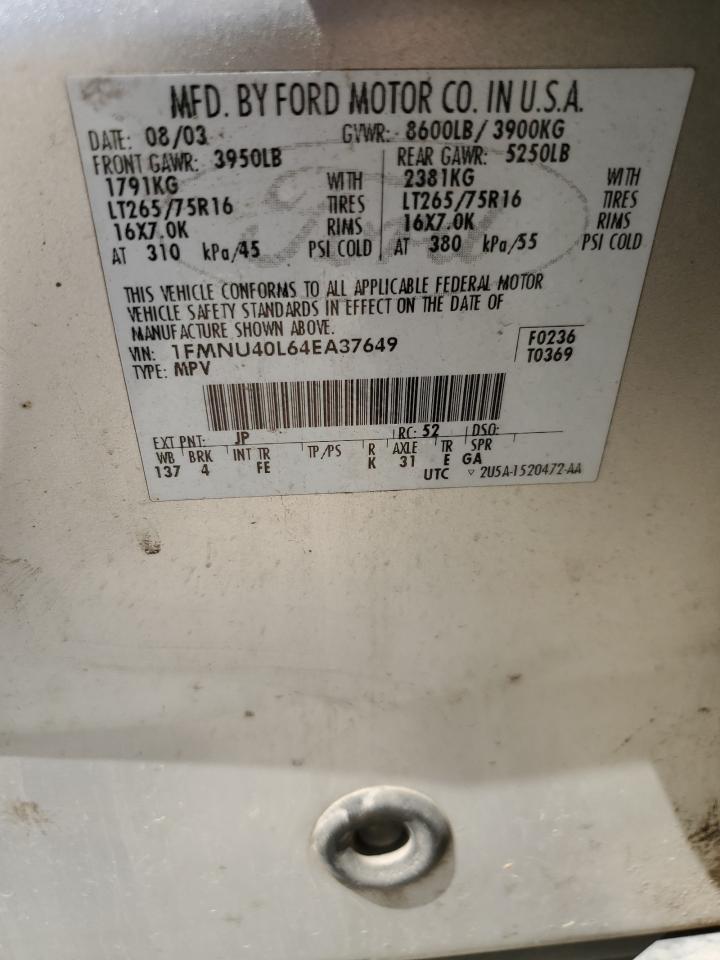 MFD. BY FORD MOTOR CO. IN U.S.A.
DATE: 08/03 GVWR: 8600LB/ 3900KG
FRONT GAWR: 3950LB REAR GAWR: 5250LB
1791KG WITH 2381KG WITH
LT265/75R16 TIRES LT265/75R16 TIRES
16X7.0K RIMS 16X7.0K RIMS
AT 310 kPa/45 PSI COLD AT 380 kPa/55 PSI COLD
THIS VEHICLE CONFORMS TO ALL APPLICABLE FEDERAL MOTOR
VEHICLE SAFETY STANDARDS IN EFFECT ON THE DATE OF
MANUFACTURE SHOWN ABOVE.
VIN: 1FMNU40L64EA37649 F0236
TYPE: MPV T0369
EXT PNT: JP RC: 52 DSO:
WB BRK INT TR TP/PS R AXLE TR SPR
137 4 FE K 31 E GA
UTC ▽ 2U5A-1520472-AA